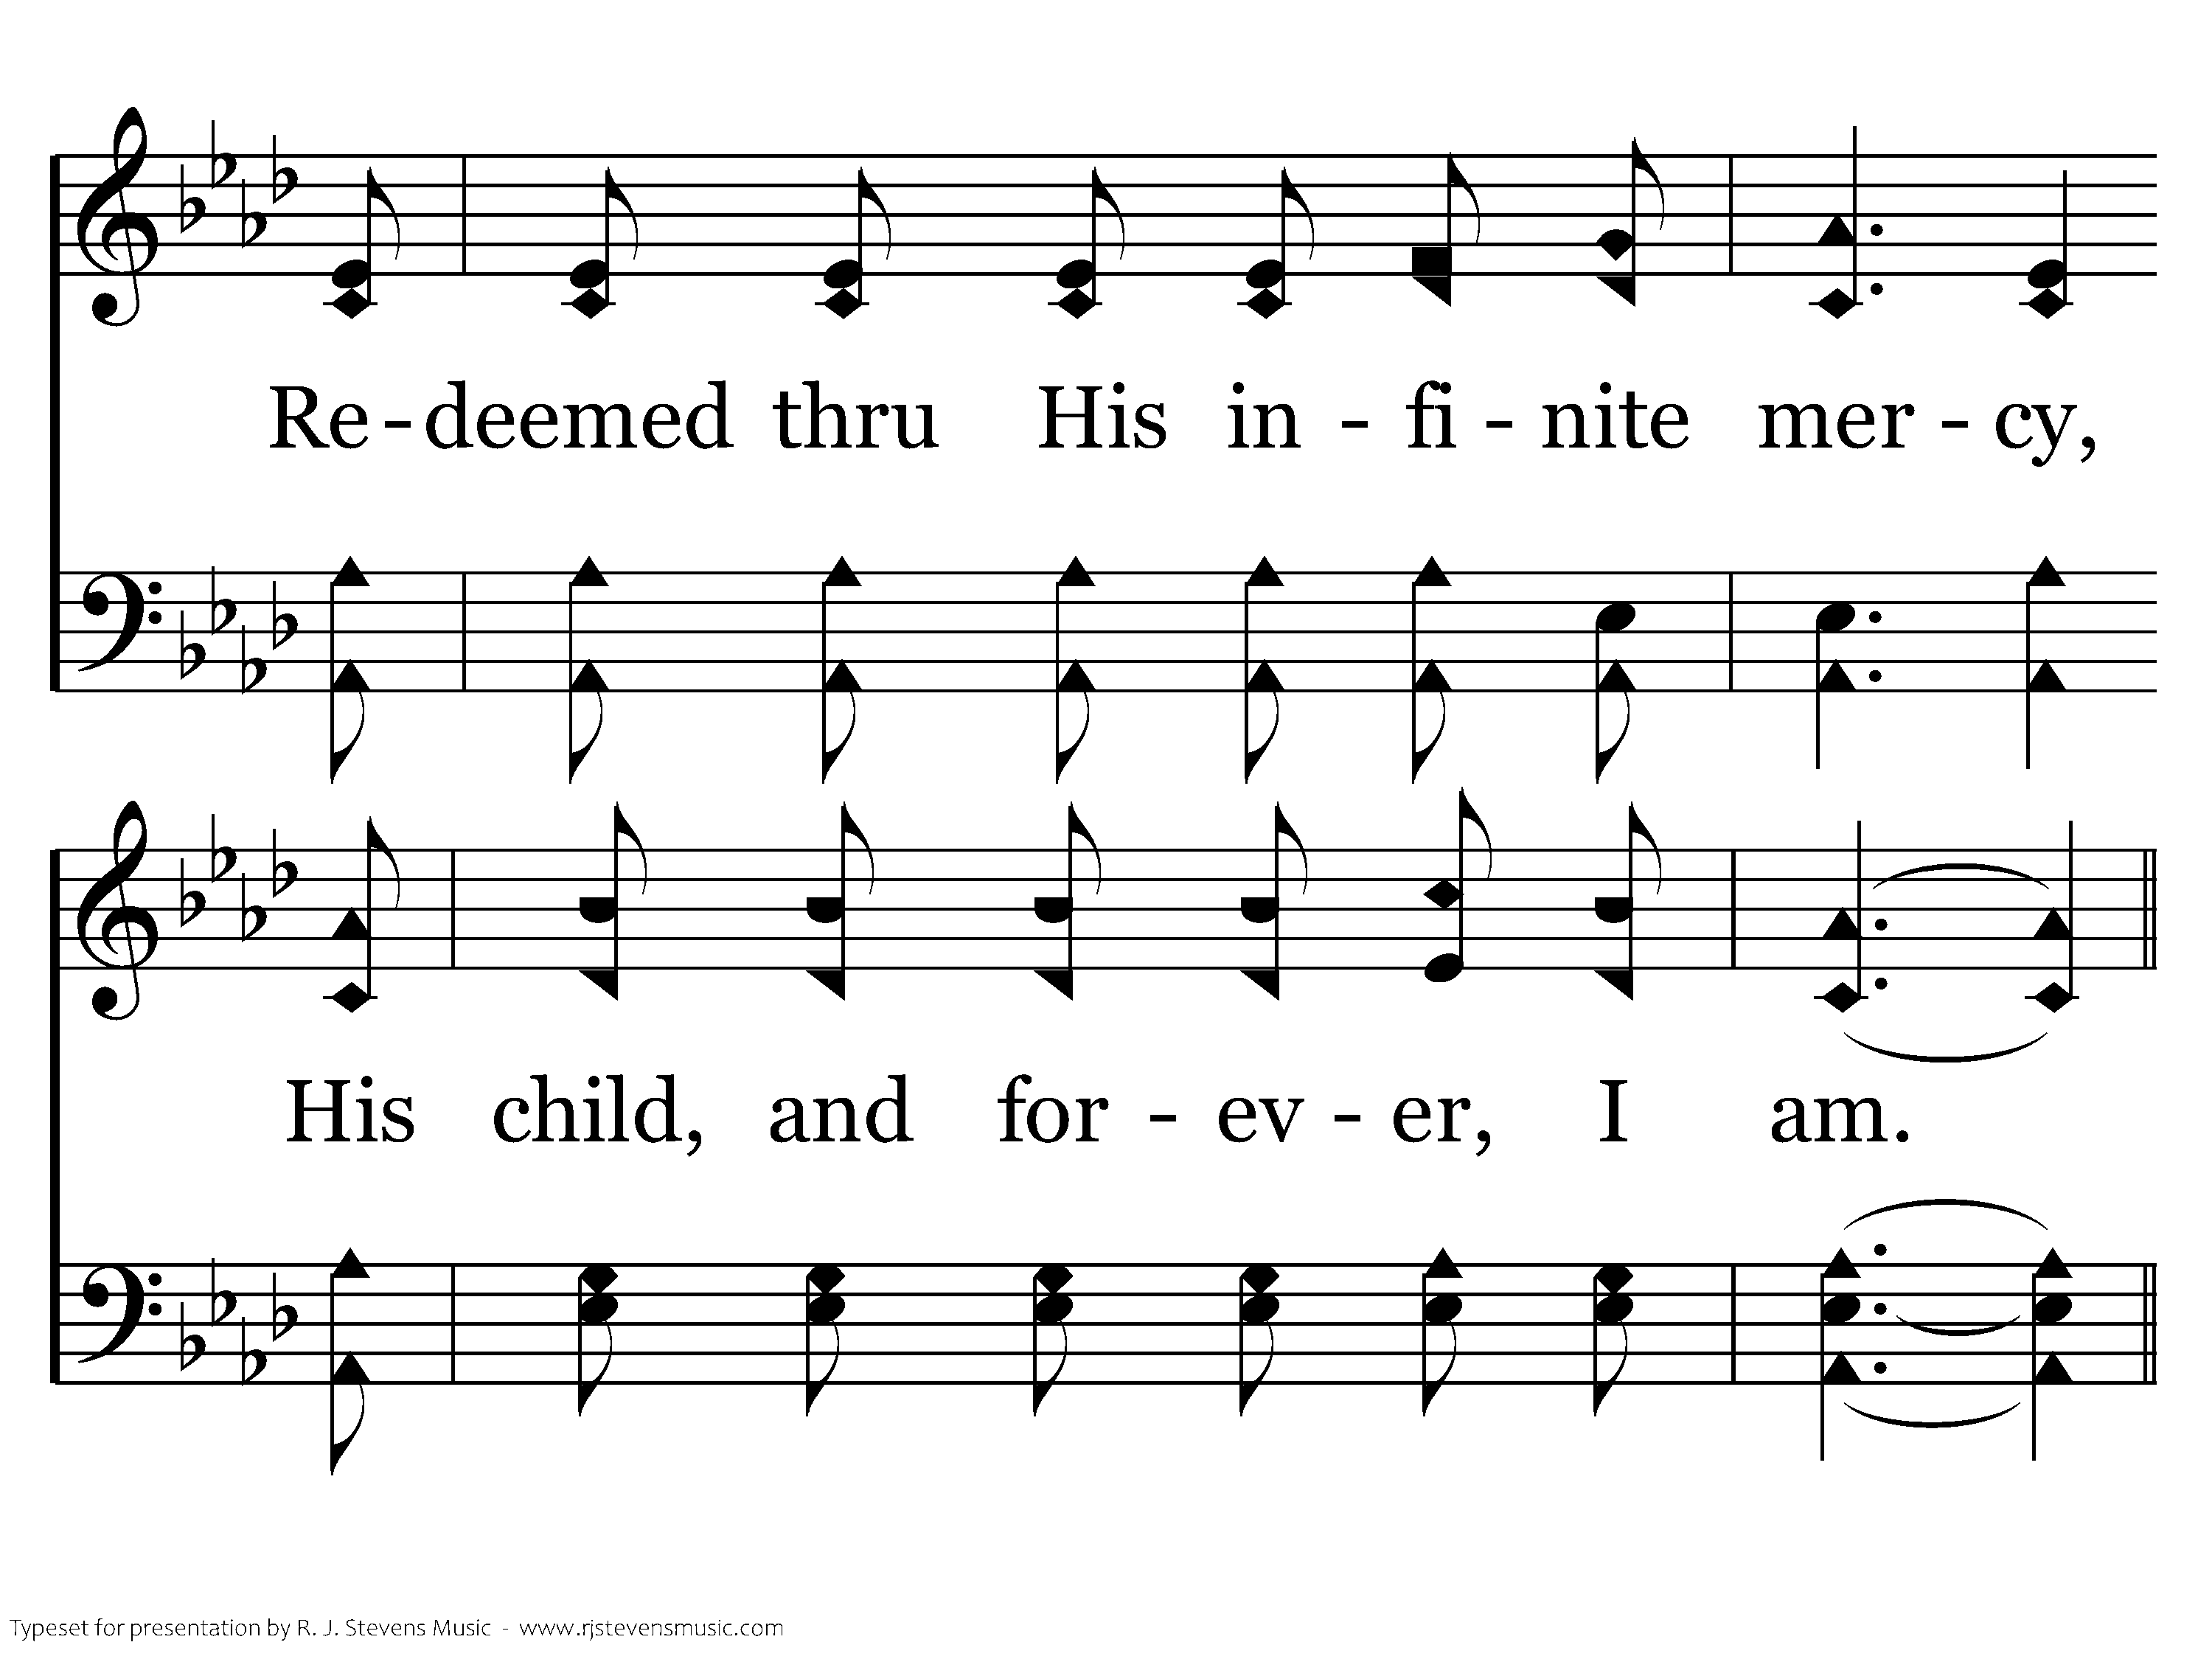 Re - deemed thru His in - fi - nite mer - cy,
His child, and for - ev - er, I am.
Typeset for presentation by R. J. Stevens Music - www.rjstevensmusic.com